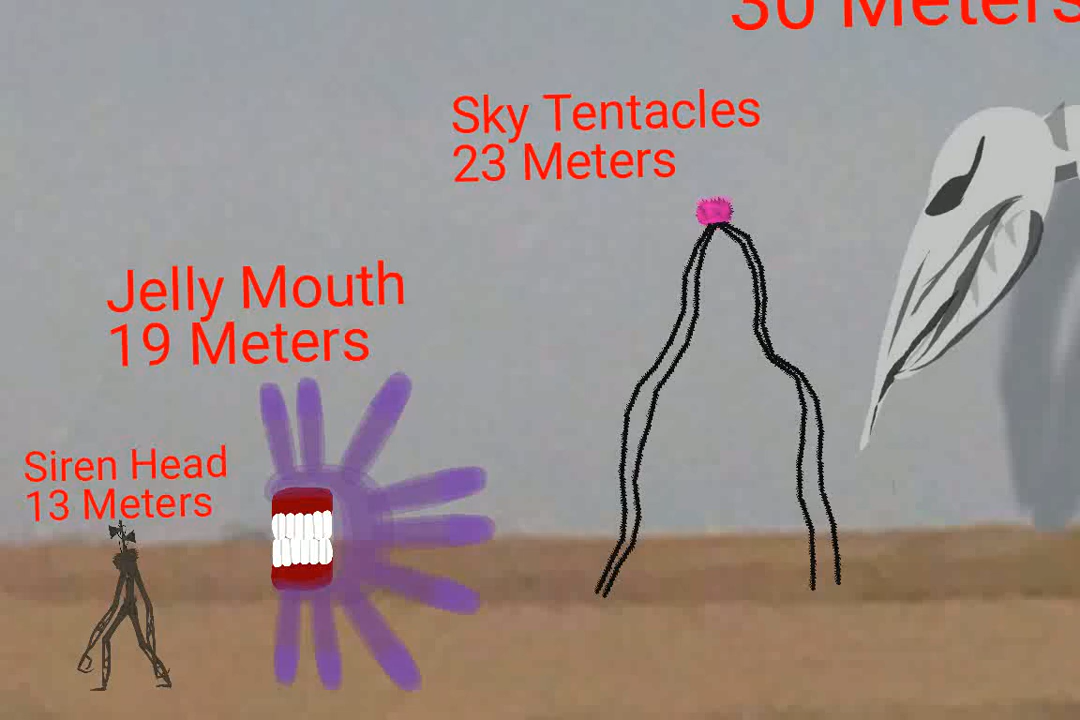 30 Meters
Sky Tentacles
23 Meters
Jelly Mouth
19 Meters
Siren Head
13 Meters